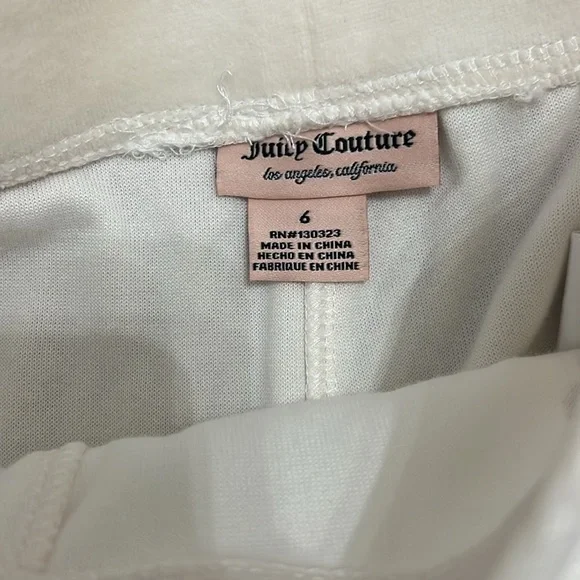 Juicy Couture
los angeles, california
6
RN#130323
MADE IN CHINA
HECHO EN CHINA
FABRIQUE EN CHINE